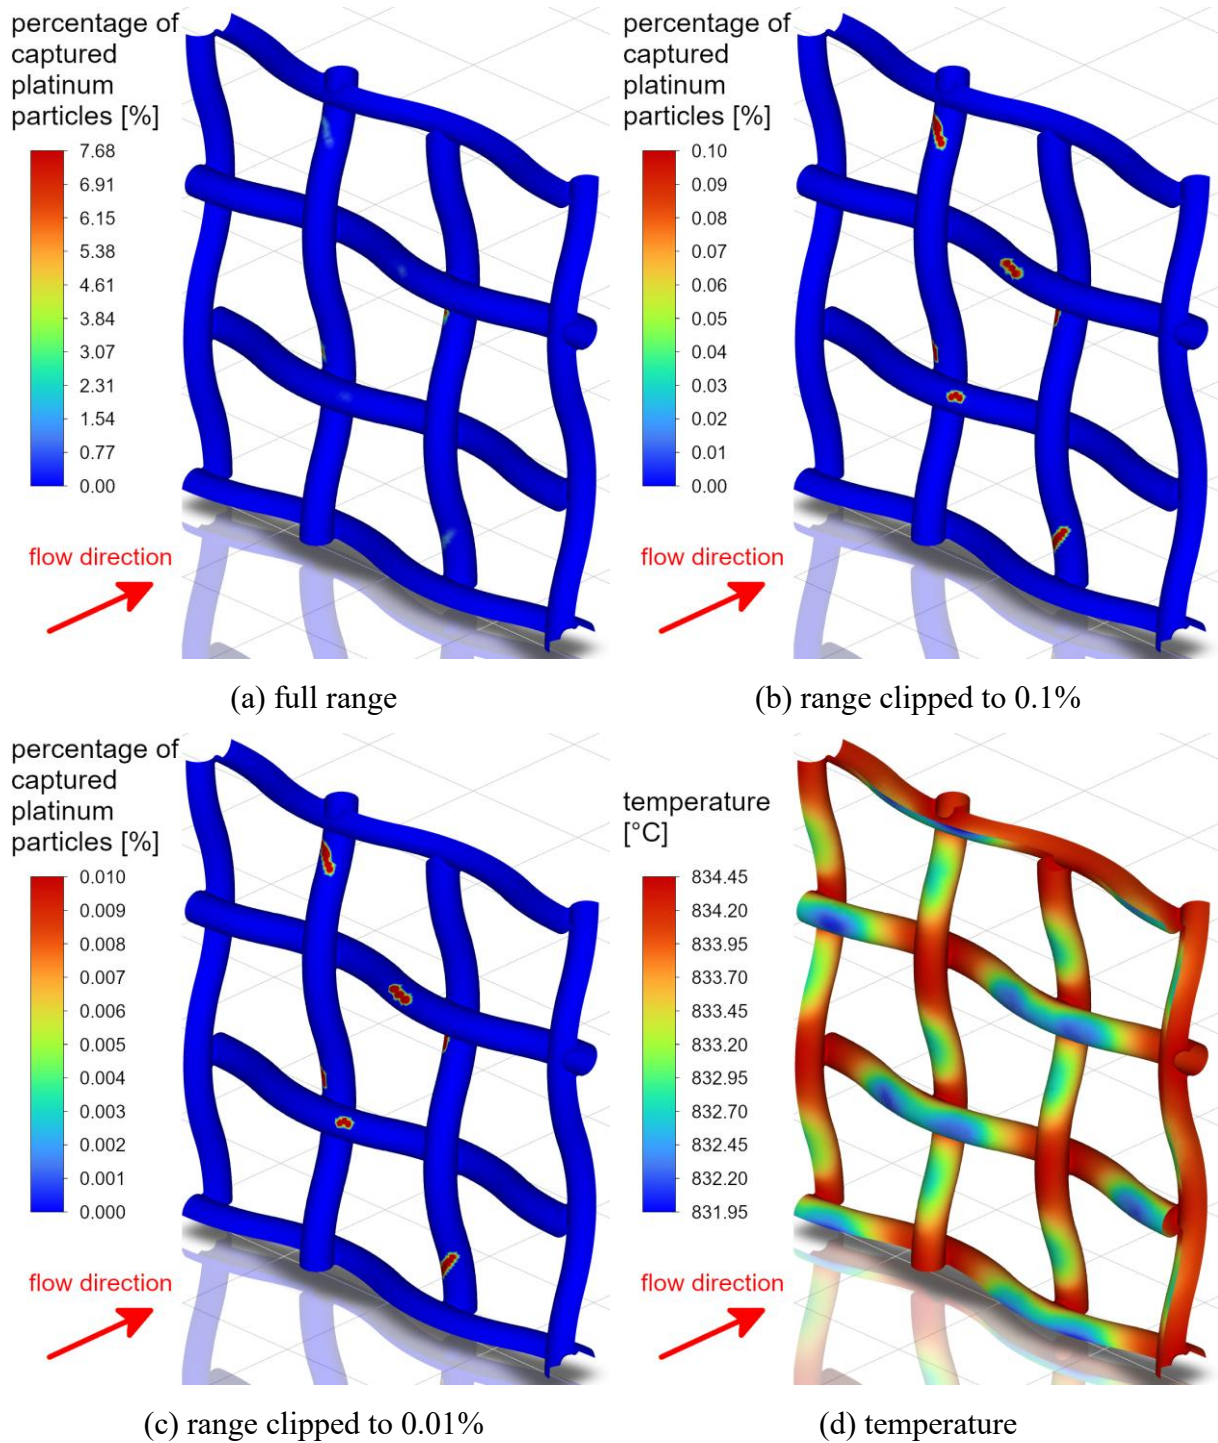 percentage of
captured
platinum
particles [%]
7.68
6.91
6.15
5.38
4.61
3.84
3.07
2.31
1.54
0.77
0.00
flow direction
(a) full range
percentage of
captured
platinum
particles [%]
0.10
0.09
0.08
0.07
0.06
0.05
0.04
0.03
0.02
0.01
0.00
flow direction
(b) range clipped to 0.1%
percentage of
captured
platinum
particles [%]
0.010
0.009
0.008
0.007
0.006
0.005
0.004
0.003
0.002
0.001
0.000
flow direction
(c) range clipped to 0.01%
temperature
[°C]
834.45
834.20
833.95
833.70
833.45
833.20
832.95
832.70
832.45
832.20
831.95
flow direction
(d) temperature